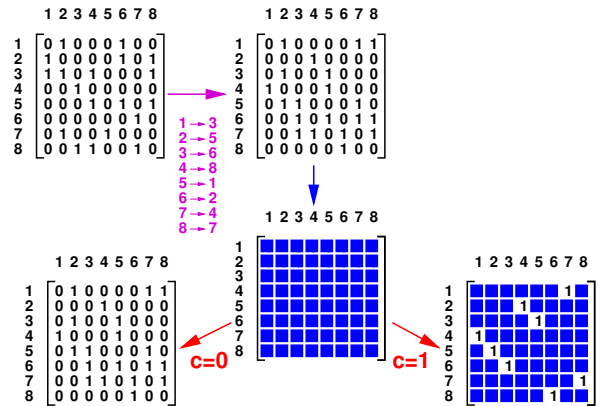 1 2 3 4 5 6 7 8
1 0 1 0 0 0 1 0 0
2 1 0 0 0 0 1 0 1
3 1 1 0 1 0 0 0 1
4 0 0 0 0 0 1 0 0
5 0 0 0 1 0 1 0 1
6 0 0 0 0 0 0 1 0
7 0 1 0 0 1 0 0 0
8 0 0 1 1 0 0 1 0
1 2 3 4 5 6 7 8
1 0 1 0 0 0 0 1 1
2 0 0 0 1 0 0 0 0
3 0 1 0 0 1 0 0 0
4 1 0 0 0 1 0 0 0
5 0 1 1 0 0 0 1 0
6 0 0 1 0 1 0 1 1
7 0 0 1 1 0 1 0 1
8 0 0 0 0 0 1 0 0
1→3
2→5
3→6
4→8
5→1
6→2
7→4
8→7
1 2 3 4 5 6 7 8
1
2
3
4
5
6
7
8
c=0
c=1
1 2 3 4 5 6 7 8
1 0 1 0 0 0 0 1 1
2 0 0 0 1 0 0 0 0
3 0 1 0 0 1 0 0 0
4 1 0 0 0 1 0 0 0
5 0 1 1 0 0 0 1 0
6 0 0 1 0 1 0 1 1
7 0 0 1 1 0 1 0 1
8 0 0 0 0 0 1 0 0
1 2 3 4 5 6 7 8
1 1
2 1
3 1
4 1
5 1
6 1
7 1
8 1